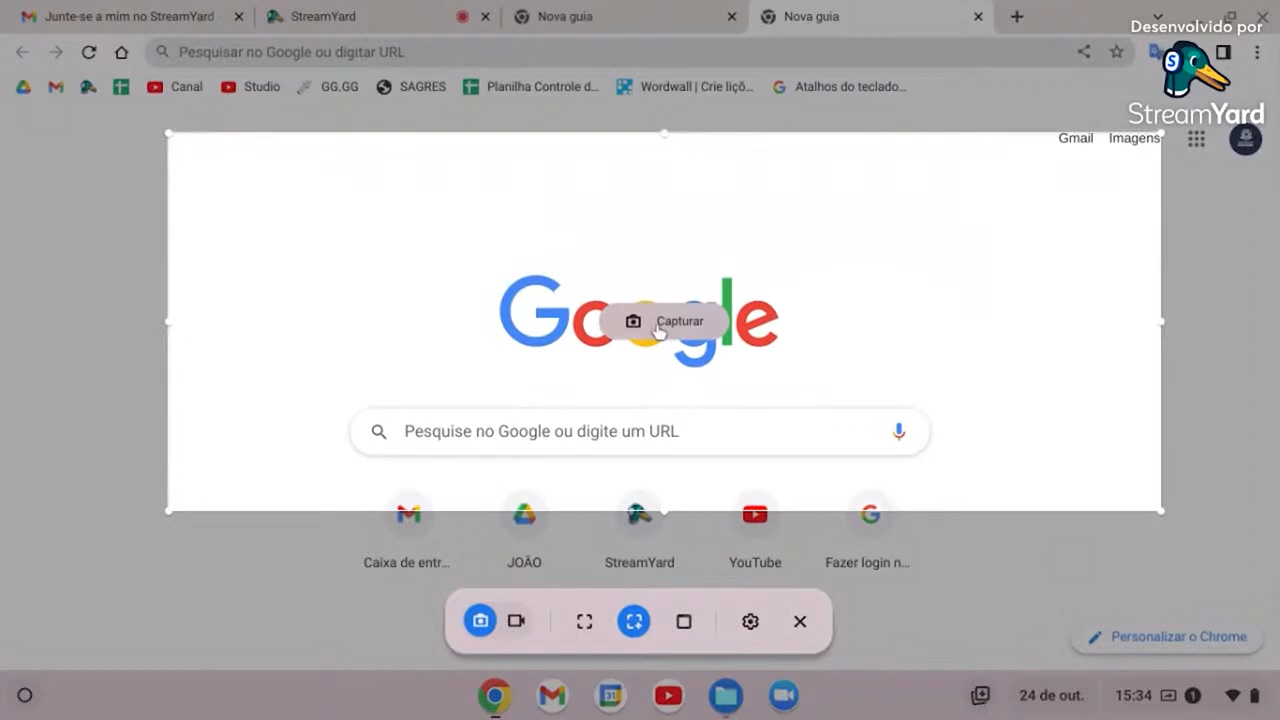 Junte-se a mim no StreamYard
StreamYard
Nova guia
Nova guia
Desenvolvido por
StreamYard
Pesquisar no Google ou digitar URL
Canal
Studio
GG.GG
SAGRES
Planilha Controle d...
Wordwall | Crie liçõ...
Atalhos do teclado...
Gmail
Imagens
Google
Capturar
Pesquise no Google ou digite um URL
Caixa de entr...
JOÃO
StreamYard
YouTube
Fazer login n...
Personalizar o Chrome
31
24 de out.
15:34
1